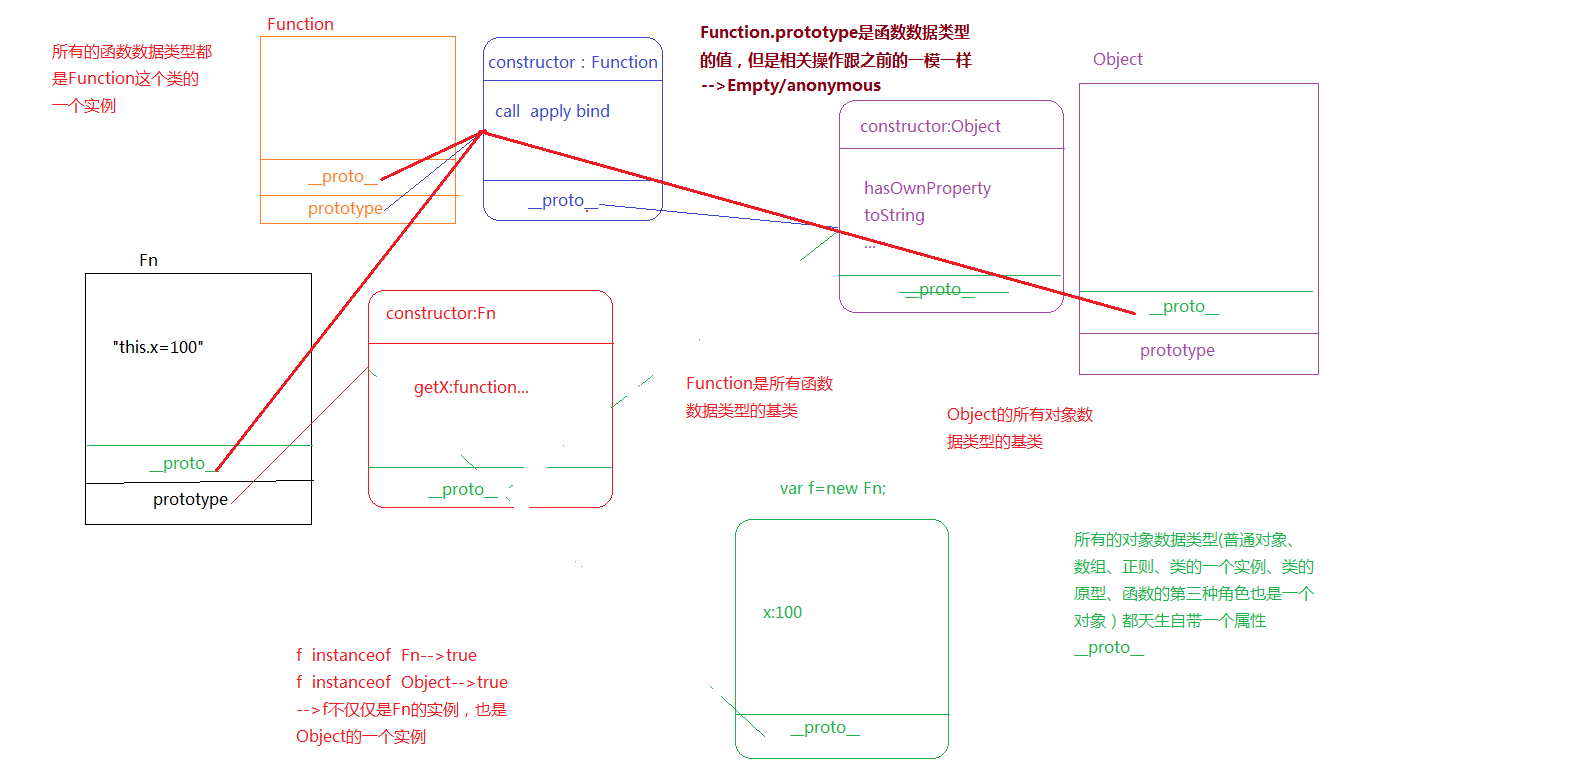 Function
所有的函数数据类型都
是Function这个类的
一个实例
__proto__
prototype
constructor：Function
call apply bind
__proto__
Function.prototype是函数数据类型
的值，但是相关操作跟之前的一模一样
-->Empty/anonymous
constructor:Object
hasOwnProperty
toString
...
__proto__
Object
__proto__
prototype
Fn
"this.x=100"
__proto__
prototype
constructor:Fn
getX:function...
__proto__
Function是所有函数
数据类型的基类
Object的所有对象数
据类型的基类
var f=new Fn;
x:100
__proto__
所有的对象数据类型(普通对象、
数组、正则、类的一个实例、类的
原型、函数的第三种角色也是一个
对象）都天生自带一个属性
__proto__
f instanceof Fn-->true
f instanceof Object-->true
-->f不仅仅是Fn的实例，也是
Object的一个实例